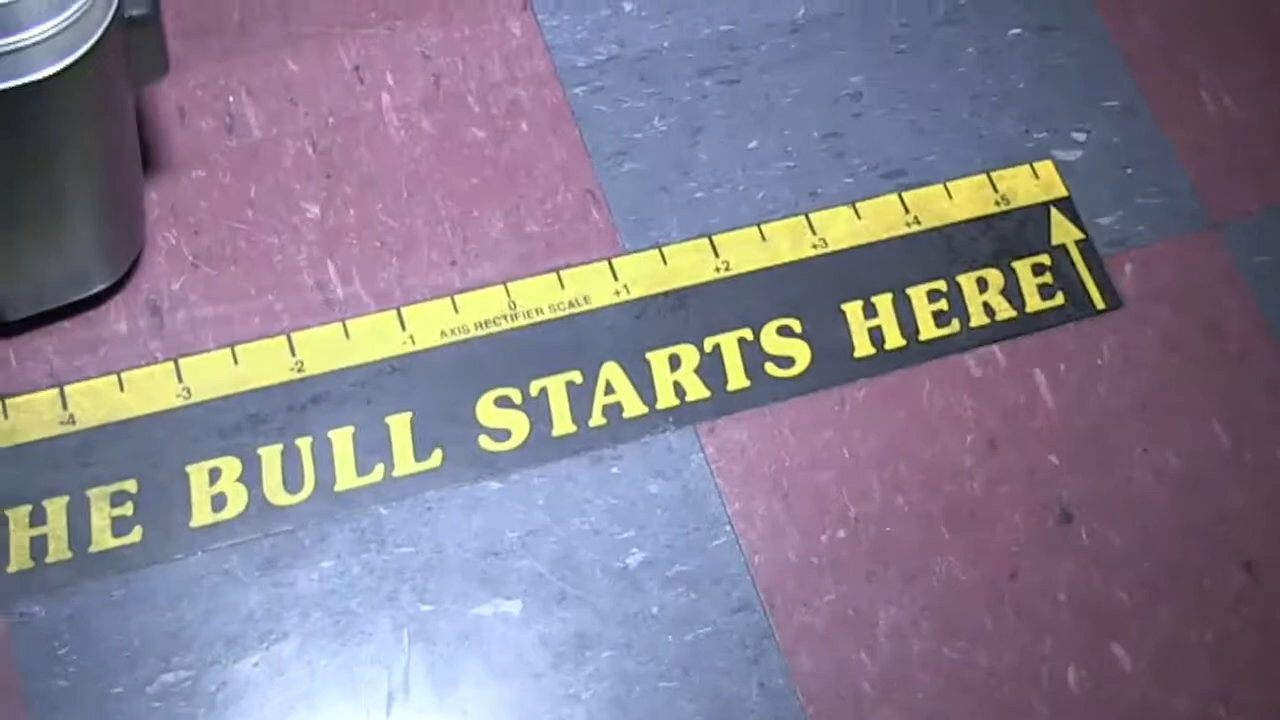 -4 -3 -2 -1 0 +1 +2 +3 +4 +5
AXIS RECTIFIER SCALE
HE BULL STARTS HERE